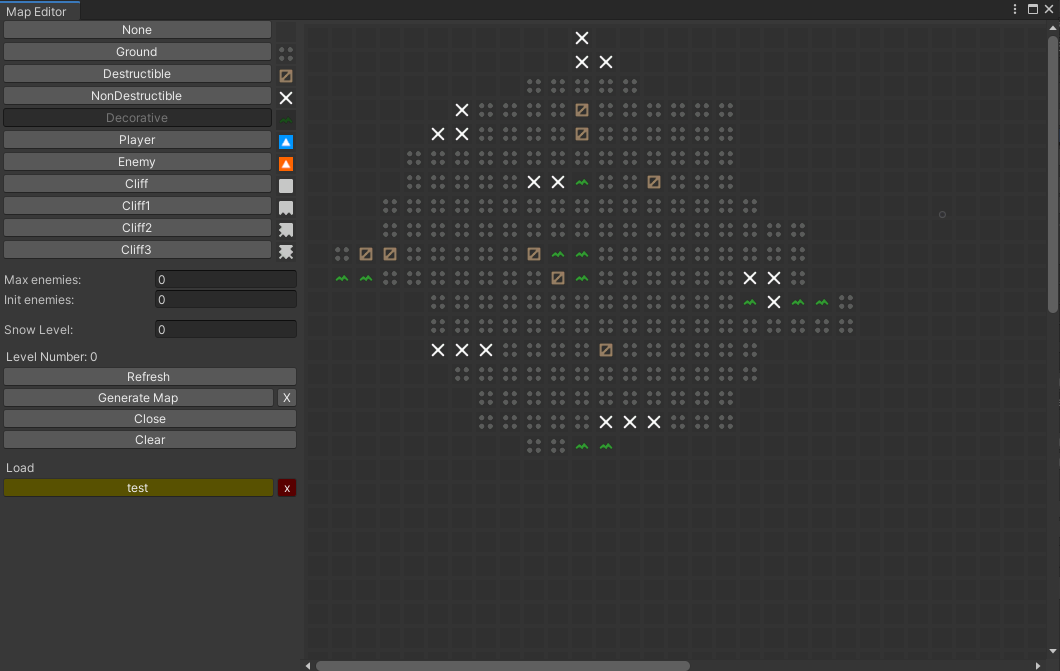 Map Editor
None
Ground
Destructible
NonDestructible
Decorative
Player
Enemy
Cliff
Cliff1
Cliff2
Cliff3
Max enemies: 0
Init enemies: 0
Snow Level: 0
Level Number: 0
Refresh
Generate Map X
Close
Clear
Load
test x